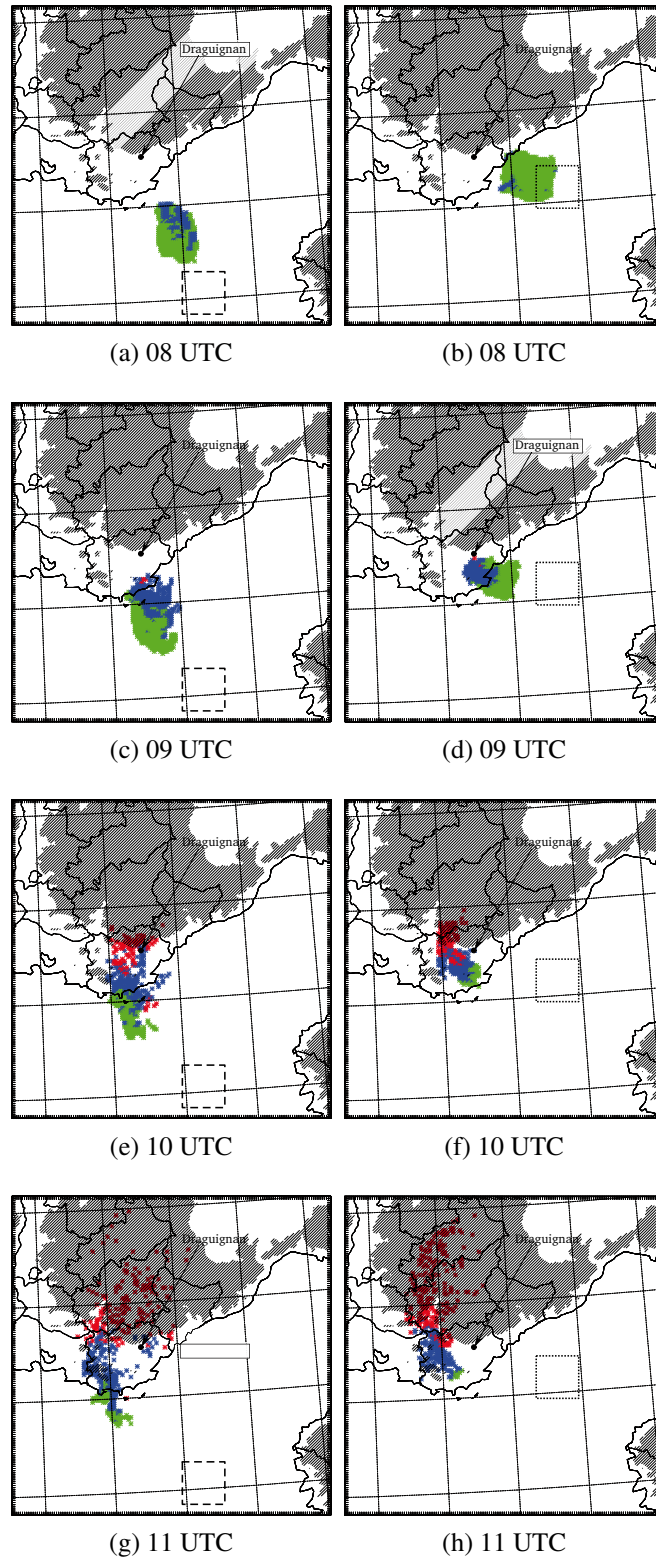 Draguignan
Draguignan
(a) 08 UTC
(b) 08 UTC
Draguignan
Draguignan
(c) 09 UTC
(d) 09 UTC
Draguignan
Draguignan
(e) 10 UTC
(f) 10 UTC
Draguignan
Draguignan
(g) 11 UTC
(h) 11 UTC